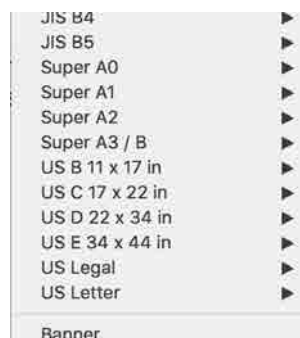 JIS B4
JIS B5
Super A0
Super A1
Super A2
Super A3 / B
US B 11 x 17 in
US C 17 x 22 in
US D 22 x 34 in
US E 34 x 44 in
US Legal
US Letter
Banner